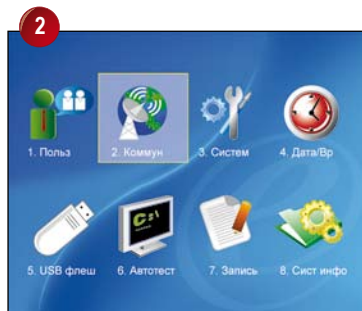 2
1. Польз
2. Коммун
3. Систем
4. Дата/Вр
5. USB флеш
6. Автотест
7. Запись
8. Сист инфо
C:\